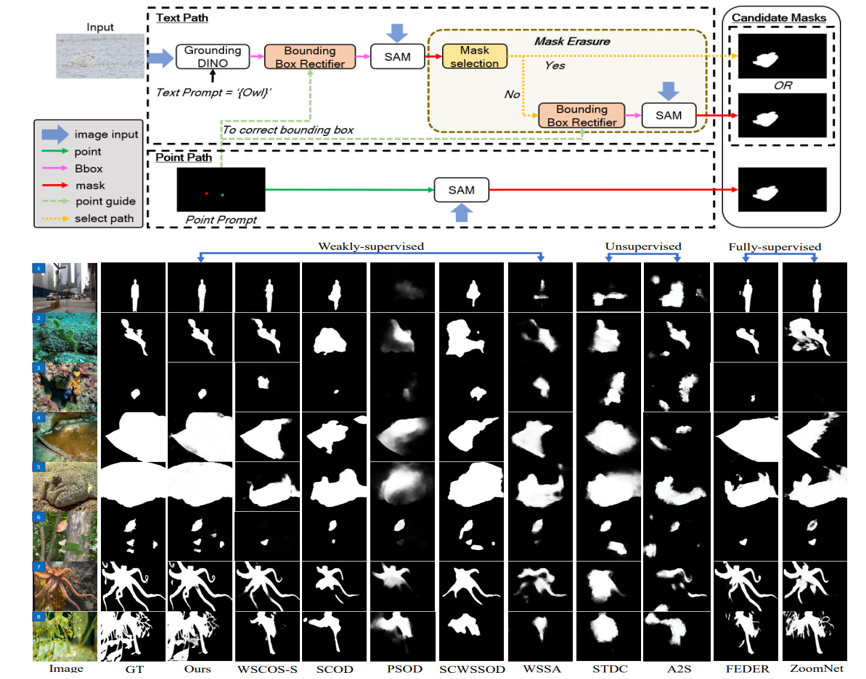 Input
Text Path
Grounding
DINO
Bounding
Box Rectifier
SAM
Mask
selection
Mask Erasure
Yes
No
Bounding
Box Rectifier
SAM
Text Prompt = '{Owl}'
To correct bounding box
Candidate Masks
OR
image input
point
Bbox
mask
point guide
select path
Point Path
SAM
Point Prompt
Weakly-supervised Unsupervised Fully-supervised
1
2
3
4
5
6
7
8
Image GT Ours WSCOS-S SCOD PSOD SCWSSOD WSSA STDC A2S FEDER ZoomNet